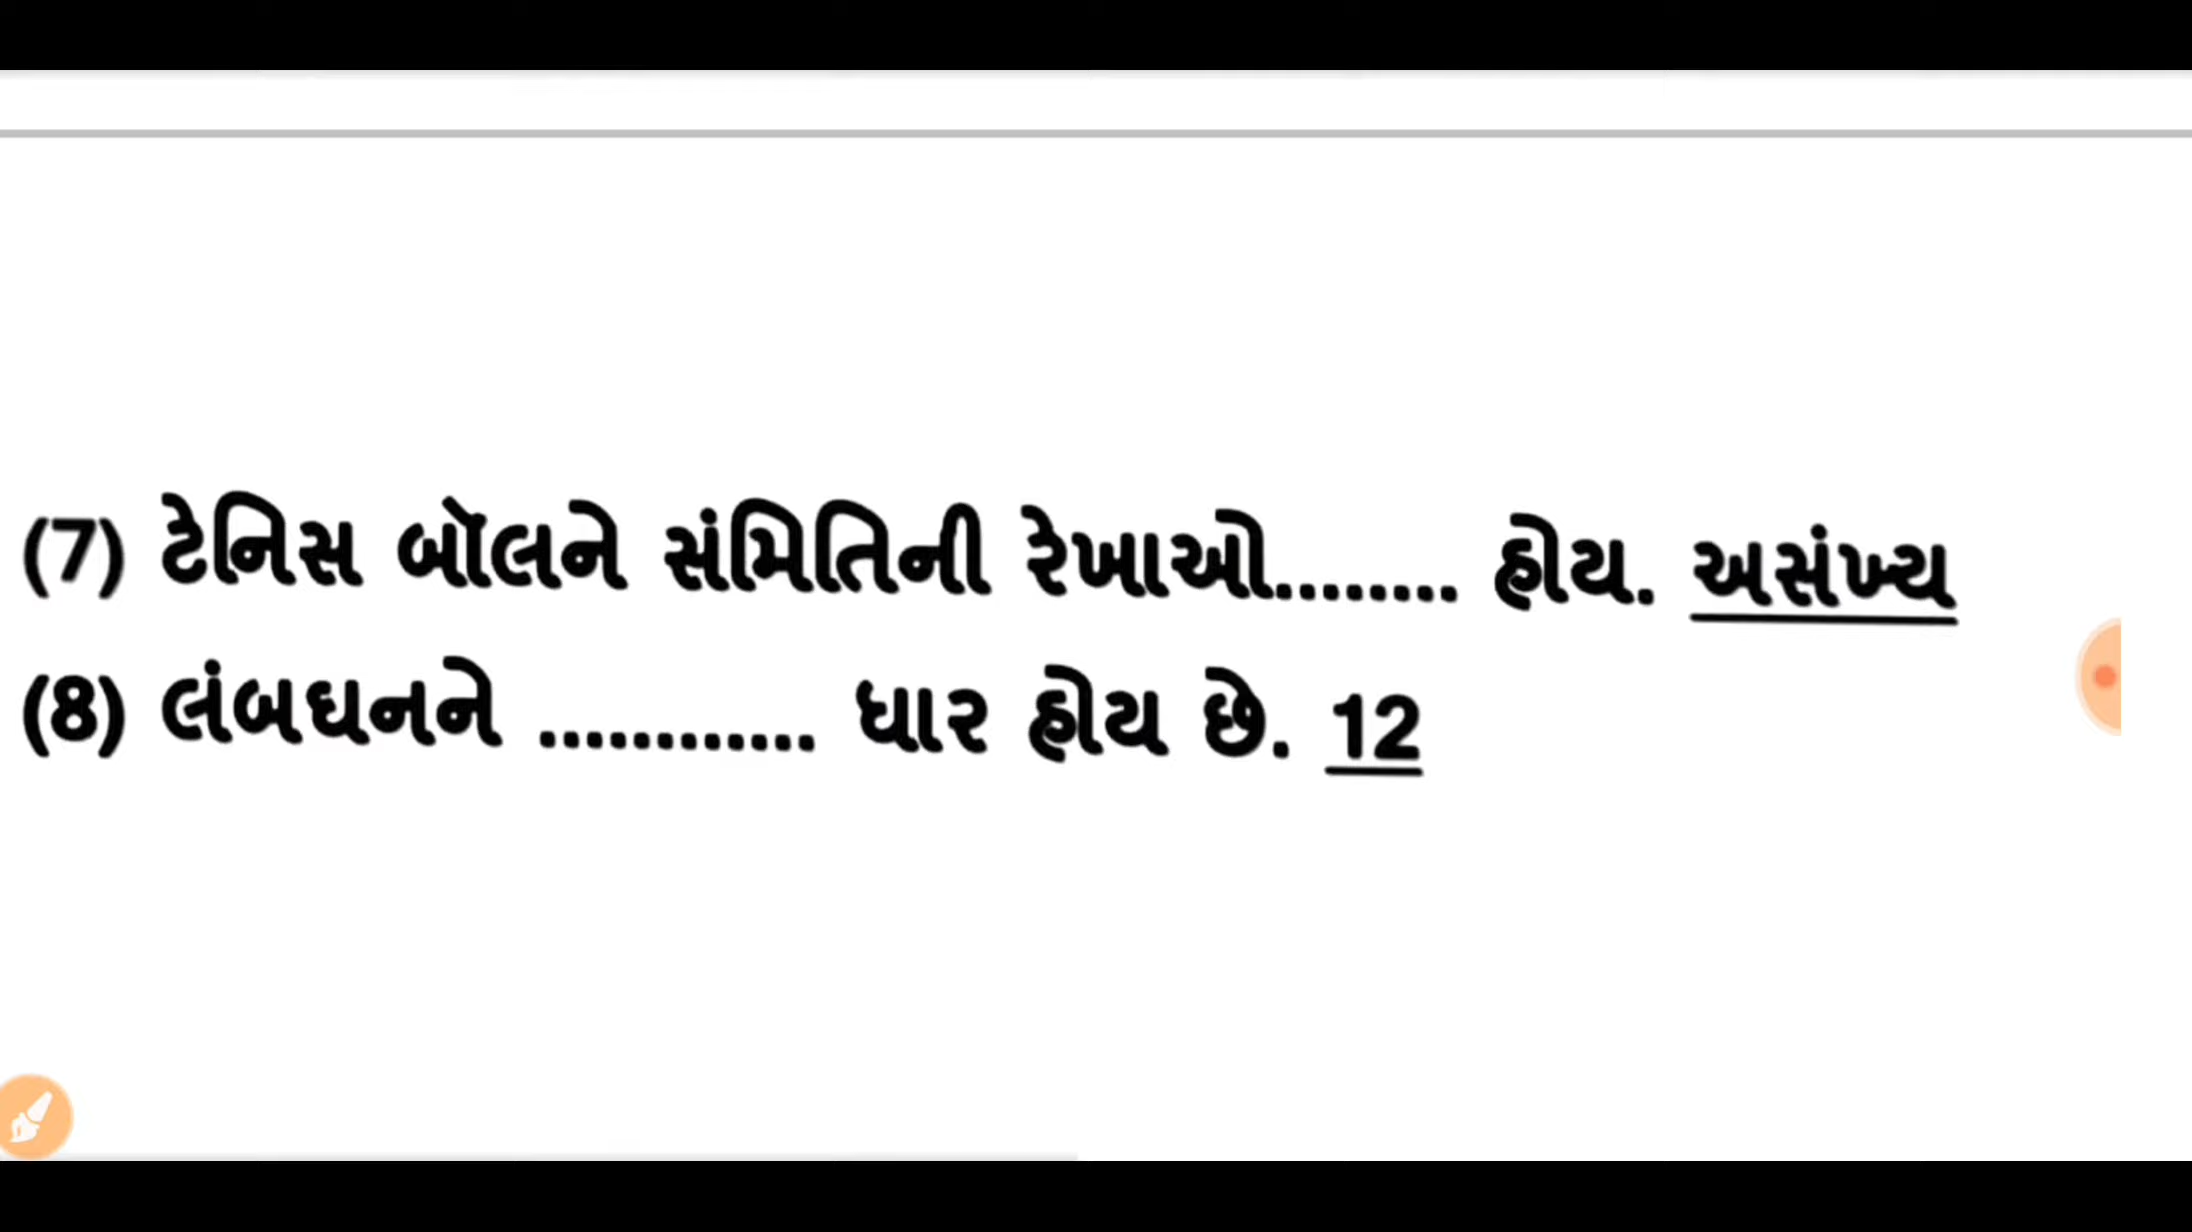 (7) ટેનિસ બૉલને સંમિતિની રેખાઓ........ હોય. અસંખ્ય
(8) લંબઘનને ............ ધાર હોય છે. 12